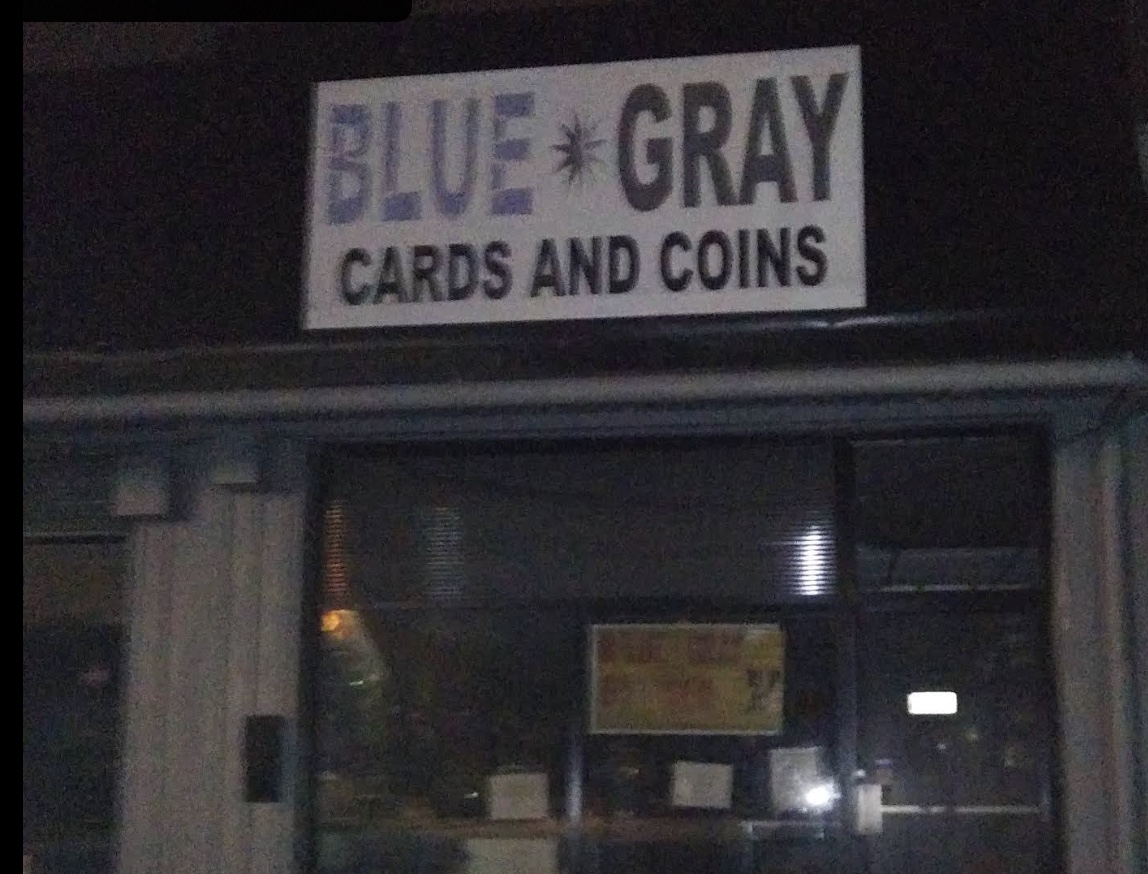 BLUE GRAY
CARDS AND COINS